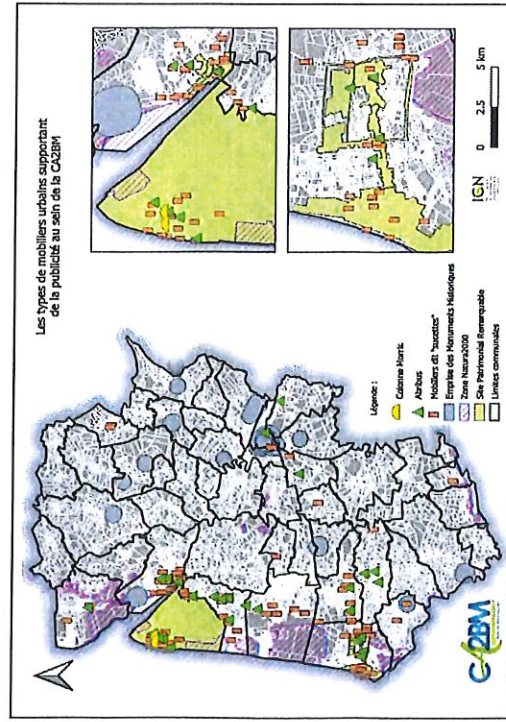 Les types de mobiliers urbains supportant
de la publicité au sein de la CA2BM
Légende :
Colonne Morris
Abribus
Mobiliers dit "sucettes"
Emprise des Monuments Historiques
Zone Natura2000
Site Patrimonial Remarquable
Limites communales
CA2BM
IGN
0 2.5 5 km